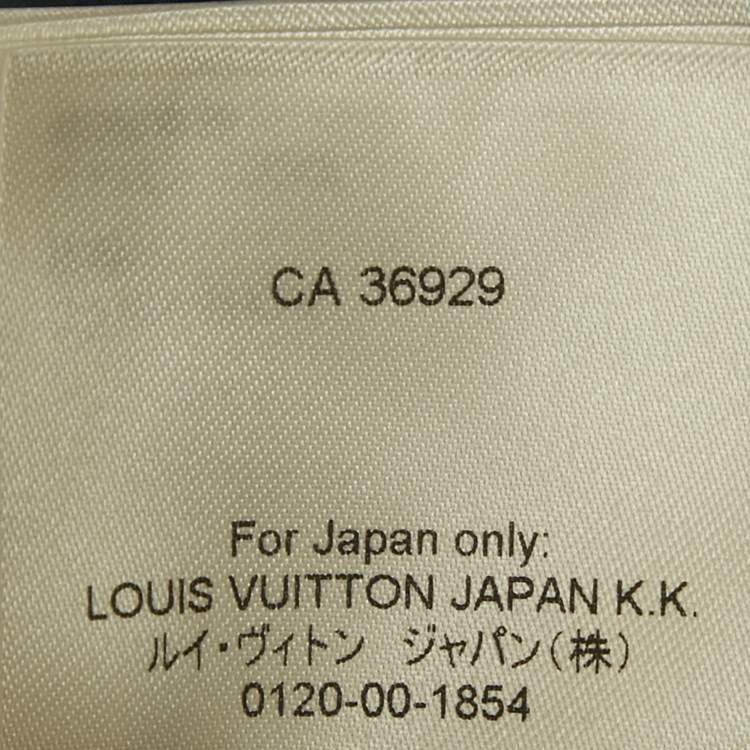 CA 36929
For Japan only:
LOUIS VUITTON JAPAN K.K.
ルイ・ヴィトン　ジャパン(株)
0120-00-1854